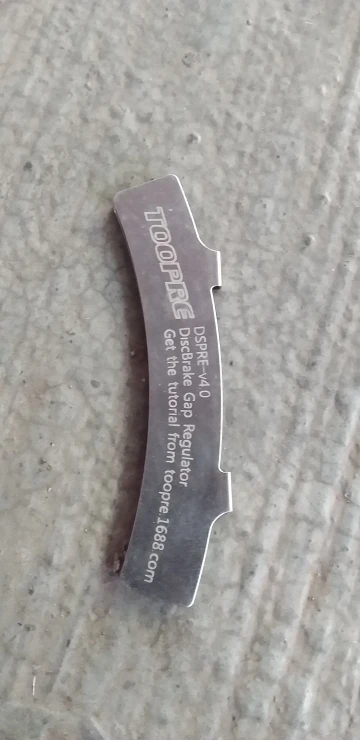 TOOPRE
DSPRE-v4.0
DiscBrake Gap Regulator
Get the tutorial from toopre.1688.com